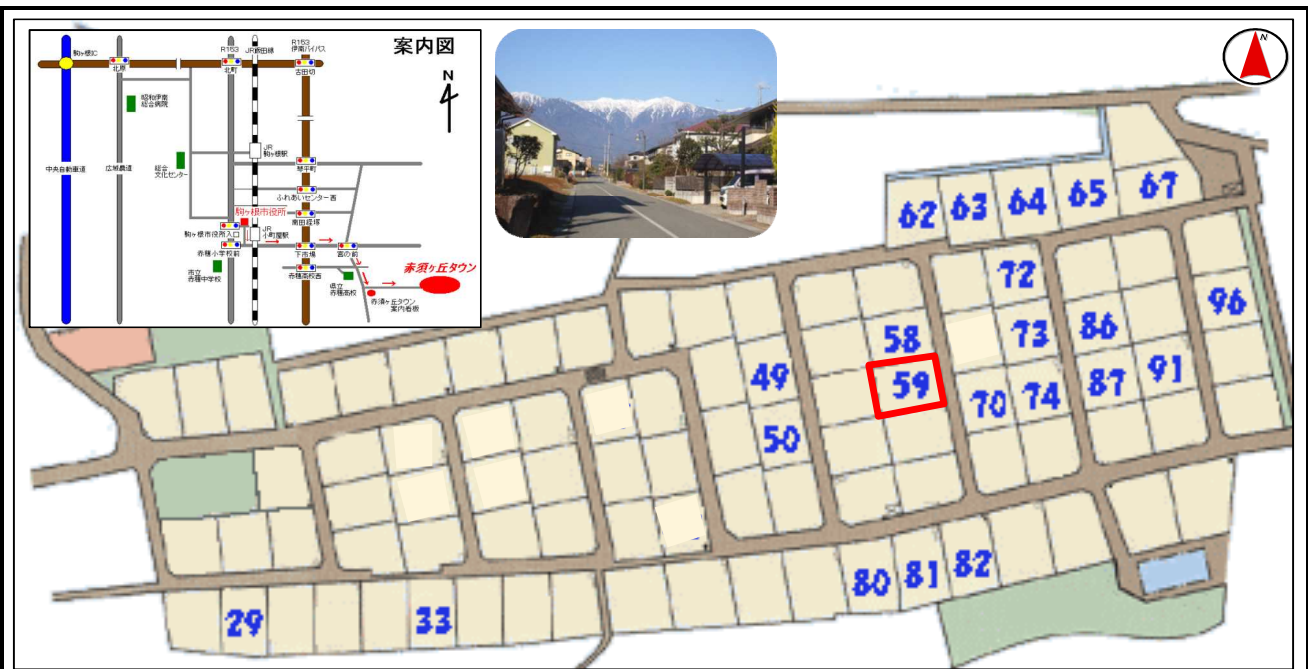 案内図
N
R153
JR飯田線
R153
伊南バイパス
駒ヶ根IC
北原
北町
古田切
昭和伊南
総合病院
中央自動車道
広域農道
総合
文化センター
JR
駒ヶ根駅
琴平町
ふれあいセンター西
駒ヶ根市役所
南田経塚
駒ヶ根市役所入口
JR
小町屋駅
赤穂小学校前
下市場
宮の前
赤須ヶ丘タウン
市立
赤穂中学校
赤穂高校西
県立
赤穂高校
赤須ヶ丘タウン
案内看板
N
62 63 64 65 67
72
96
58 73 86
49 59 70 74 87 91
50
80 81 82
29 33